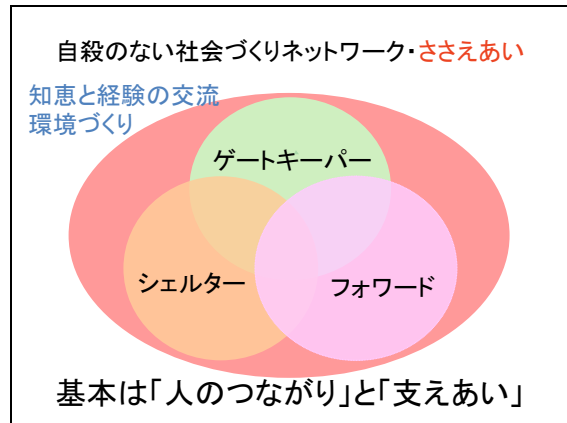 自殺のない社会づくりネットワーク・ささえあい
知恵と経験の交流
環境づくり
ゲートキーパー
シェルター
フォワード
基本は「人のつながり」と「支えあい」